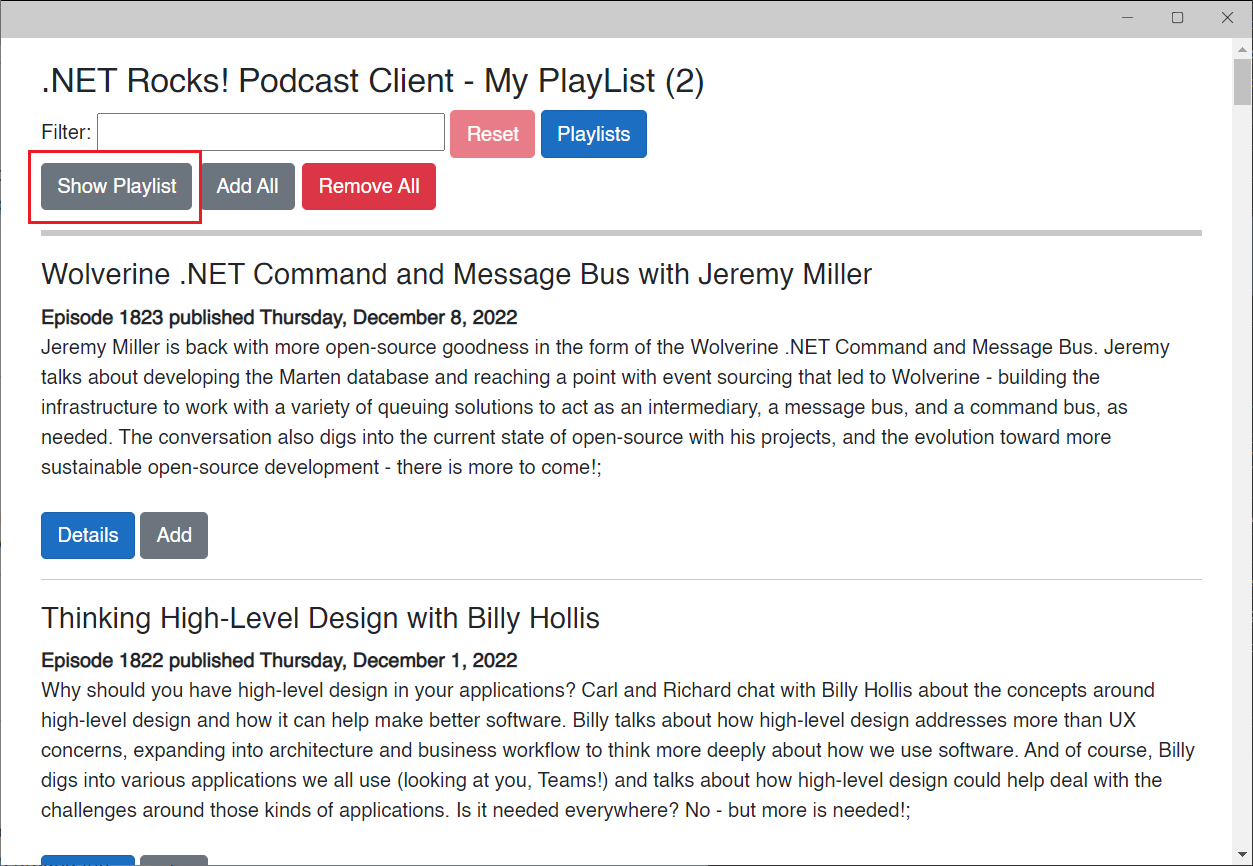 .NET Rocks! Podcast Client - My PlayList (2)
Filter: Reset Playlists
Show Playlist Add All Remove All
Wolverine .NET Command and Message Bus with Jeremy Miller
Episode 1823 published Thursday, December 8, 2022
Jeremy Miller is back with more open-source goodness in the form of the Wolverine .NET Command and Message Bus. Jeremy
talks about developing the Marten database and reaching a point with event sourcing that led to Wolverine - building the
infrastructure to work with a variety of queuing solutions to act as an intermediary, a message bus, and a command bus, as
needed. The conversation also digs into the current state of open-source with his projects, and the evolution toward more
sustainable open-source development - there is more to come!;
Details Add
Thinking High-Level Design with Billy Hollis
Episode 1822 published Thursday, December 1, 2022
Why should you have high-level design in your applications? Carl and Richard chat with Billy Hollis about the concepts around
high-level design and how it can help make better software. Billy talks about how high-level design addresses more than UX
concerns, expanding into architecture and business workflow to think more deeply about how we use software. And of course, Billy
digs into various applications we all use (looking at you, Teams!) and talks about how high-level design could help deal with the
challenges around those kinds of applications. Is it needed everywhere? No - but more is needed!;